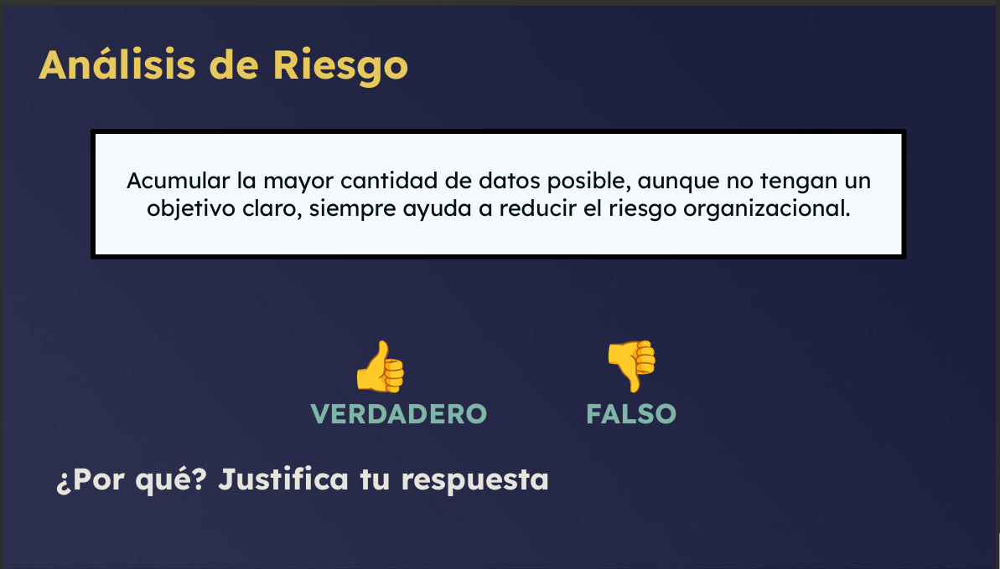 Análisis de Riesgo
Acumular la mayor cantidad de datos posible, aunque no tengan un
objetivo claro, siempre ayuda a reducir el riesgo organizacional.
VERDADERO
FALSO
¿Por qué? Justifica tu respuesta